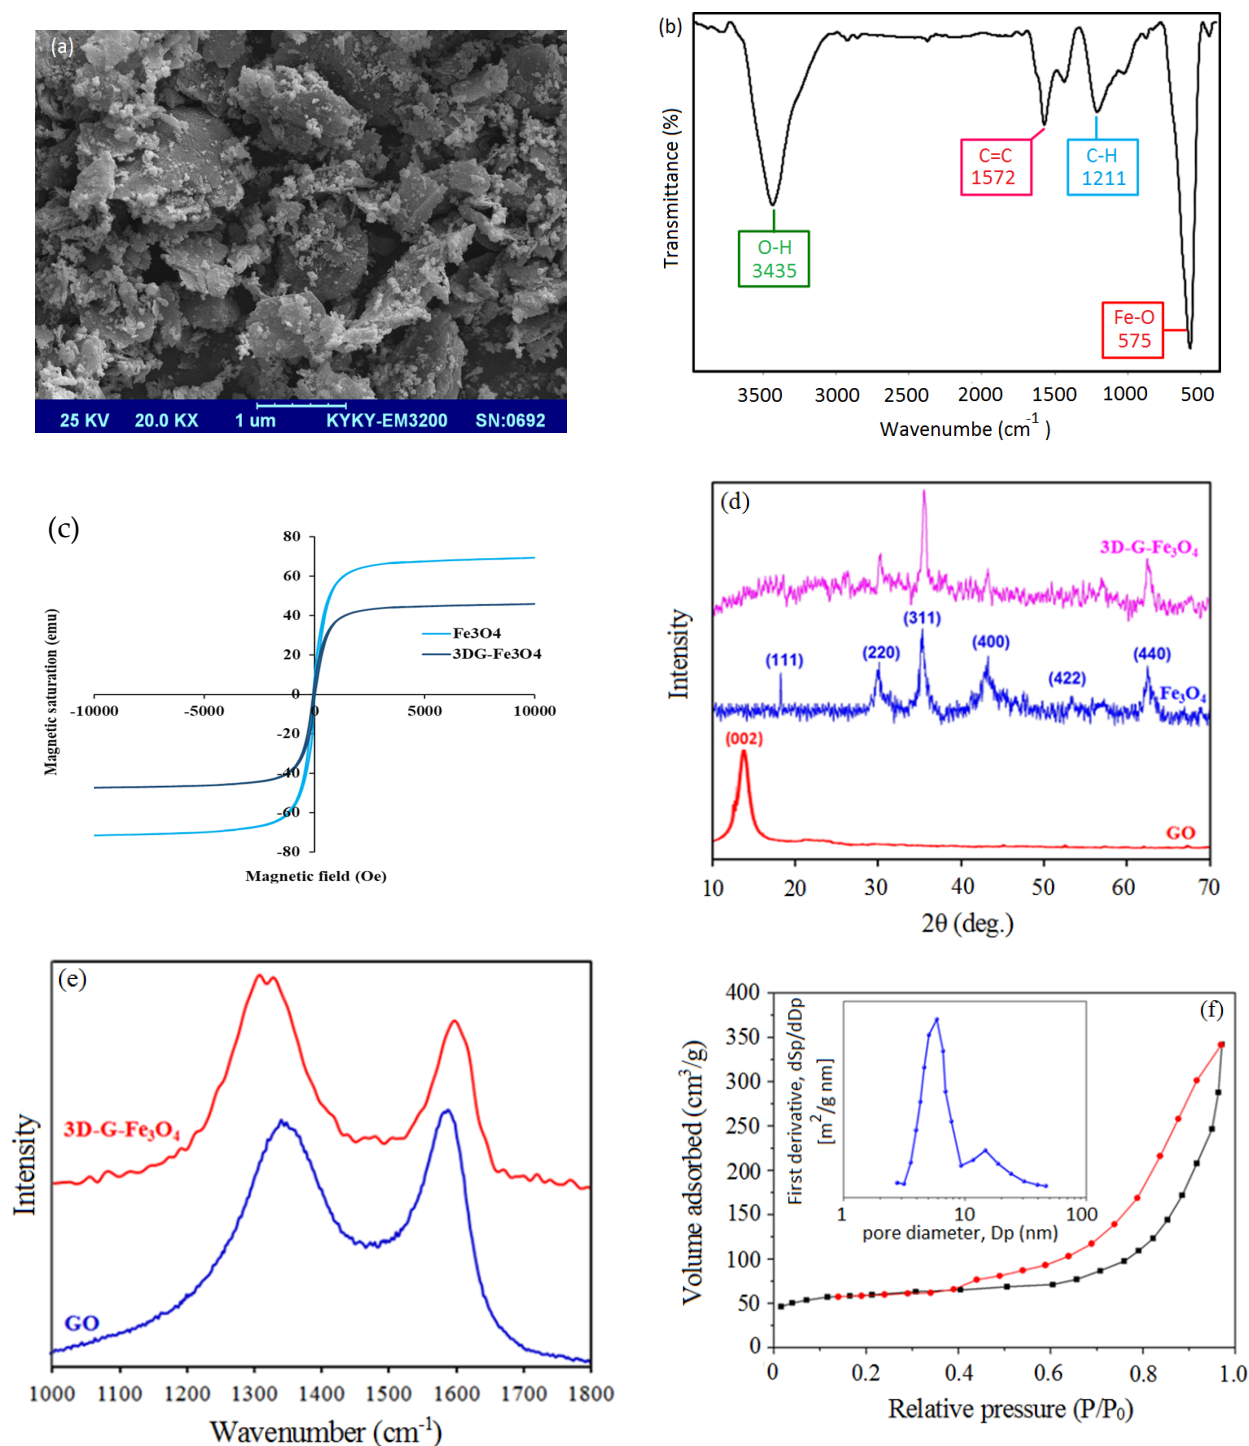 (a)
25 KV 20.0 KX 1 um KYKY-EM3200 SN:0692
(b)
Transmittance (%)
O-H
3435
C=C
1572
C-H
1211
Fe-O
575
3500 3000 2500 2000 1500 1000 500
Wavenumbe (cm-1 )
(c)
Magnetic saturation (emu)
80
60
40
20
0
-20
-40
-60
-80
-10000 -5000 0 5000 10000
Fe3O4
3DG-Fe3O4
Magnetic field (Oe)
(d)
Intensity
3D-G-Fe3O4
(111) (220) (311) (400) (422) (440)
Fe3O4
(002)
GO
10 20 30 40 50 60 70
2θ (deg.)
(e)
Intensity
3D-G-Fe3O4
GO
1000 1100 1200 1300 1400 1500 1600 1700 1800
Wavenumber (cm-1)
(f)
Volume adsorbed (cm3/g)
400
350
300
250
200
150
100
50
0
First derivative, dSp/dDp
[m2/g nm]
1 10 100
pore diameter, Dp (nm)
0 0.2 0.4 0.6 0.8 1.0
Relative pressure (P/P0)